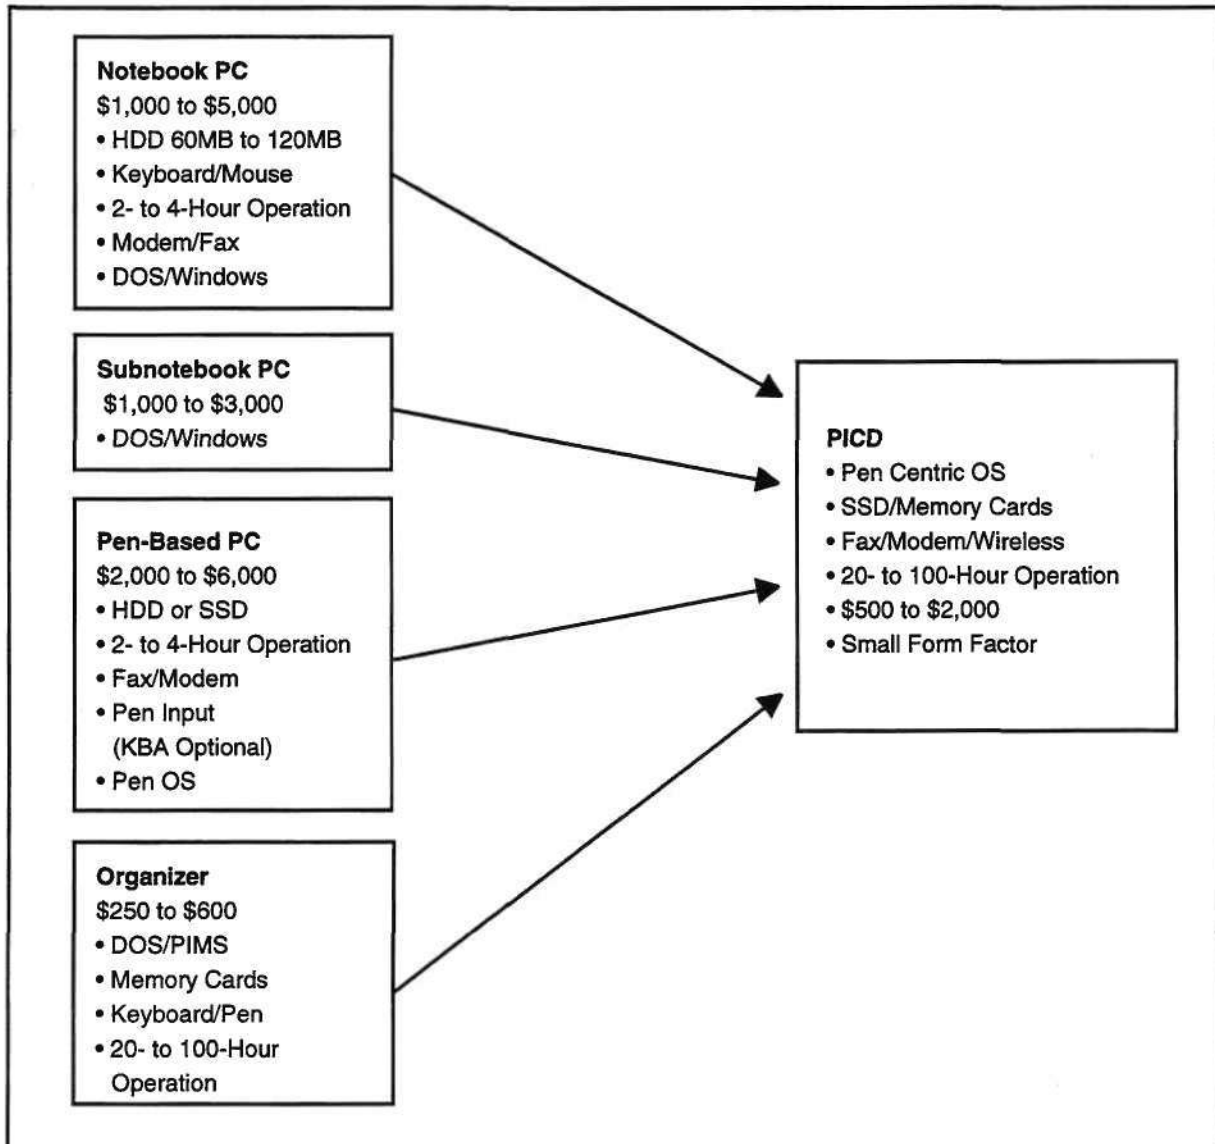 Notebook PC
$1,000 to $5,000
• HDD 60MB to 120MB
• Keyboard/Mouse
• 2- to 4-Hour Operation
• Modem/Fax
• DOS/Windows
Subnotebook PC
$1,000 to $3,000
• DOS/Windows
Pen-Based PC
$2,000 to $6,000
• HDD or SSD
• 2- to 4-Hour Operation
• Fax/Modem
• Pen Input
(KBA Optional)
• Pen OS
Organizer
$250 to $600
• DOS/PIMS
• Memory Cards
• Keyboard/Pen
• 20- to 100-Hour
Operation
PICD
• Pen Centric OS
• SSD/Memory Cards
• Fax/Modem/Wireless
• 20- to 100-Hour Operation
• $500 to $2,000
• Small Form Factor